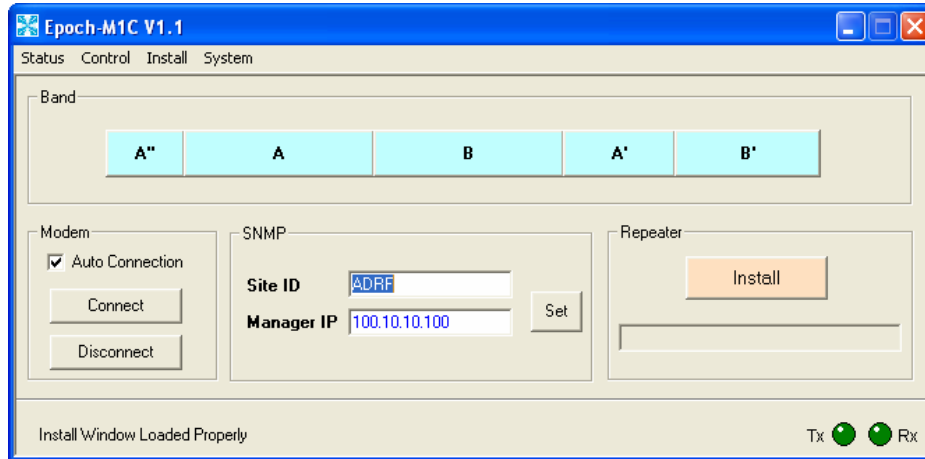 Epoch-M1C V1.1
Status Control Install System
Band
A" A B A' B'
Modem
Auto Connection
Connect
Disconnect
SNMP
Site ID ADRF
Manager IP 100.10.10.100
Set
Repeater
Install
Install Window Loaded Properly
Tx Rx